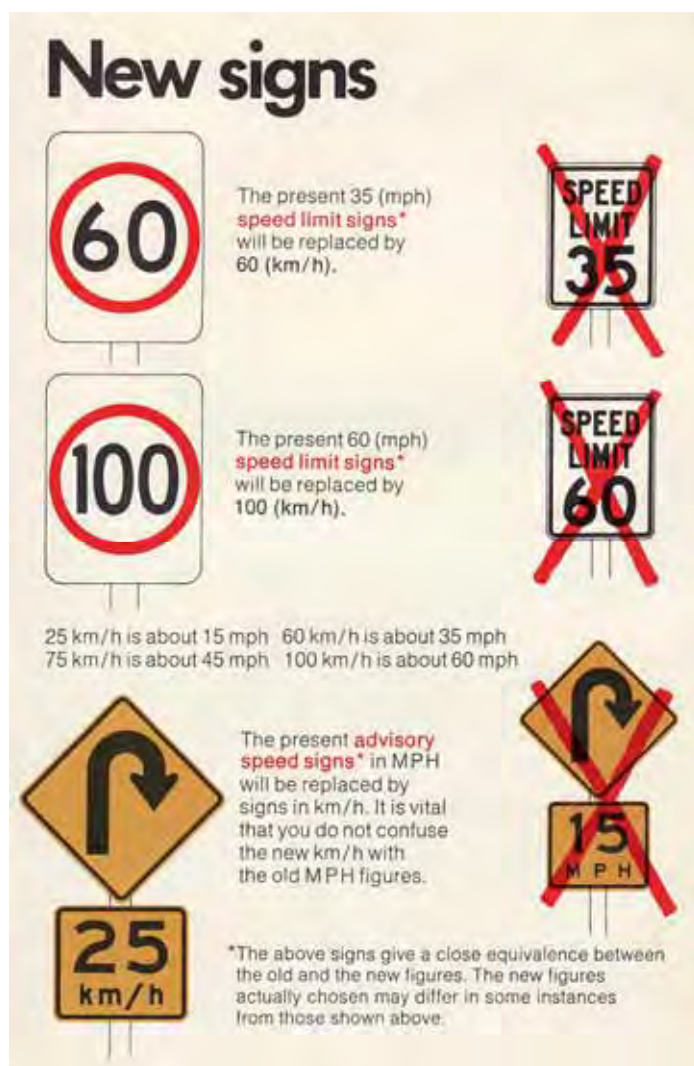 New signs
60
The present 35 (mph)
speed limit signs*
will be replaced by
60 (km/h).
SPEED
LIMIT
35
100
The present 60 (mph)
speed limit signs*
will be replaced by
100 (km/h).
SPEED
LIMIT
60
25 km/h is about 15 mph 60 km/h is about 35 mph
75 km/h is about 45 mph 100 km/h is about 60 mph
The present advisory
speed signs* in MPH
will be replaced by
signs in km/h. It is vital
that you do not confuse
the new km/h with
the old MPH figures.
15
MPH
25
km/h
*The above signs give a close equivalence between
the old and the new figures. The new figures
actually chosen may differ in some instances
from those shown above.